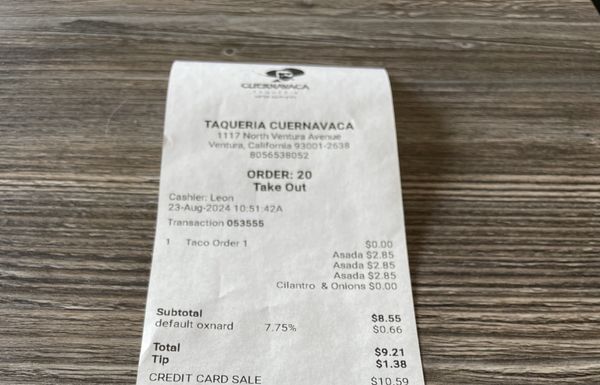 CUERNAVACA
TAQUERIA
TAQUERIA CUERNAVACA
1117 North Ventura Avenue
Ventura, California 93001-2638
8056538052
ORDER: 20
Take Out
Cashier: Leon
23-Aug-2024 10:51:42A
Transaction 053555
1 Taco Order 1 $0.00
Asada $2.85
Asada $2.85
Asada $2.85
Cilantro & Onions $0.00
Subtotal $8.55
default oxnard 7.75% $0.66
Total $9.21
Tip $1.38
CREDIT CARD SALE $10.59